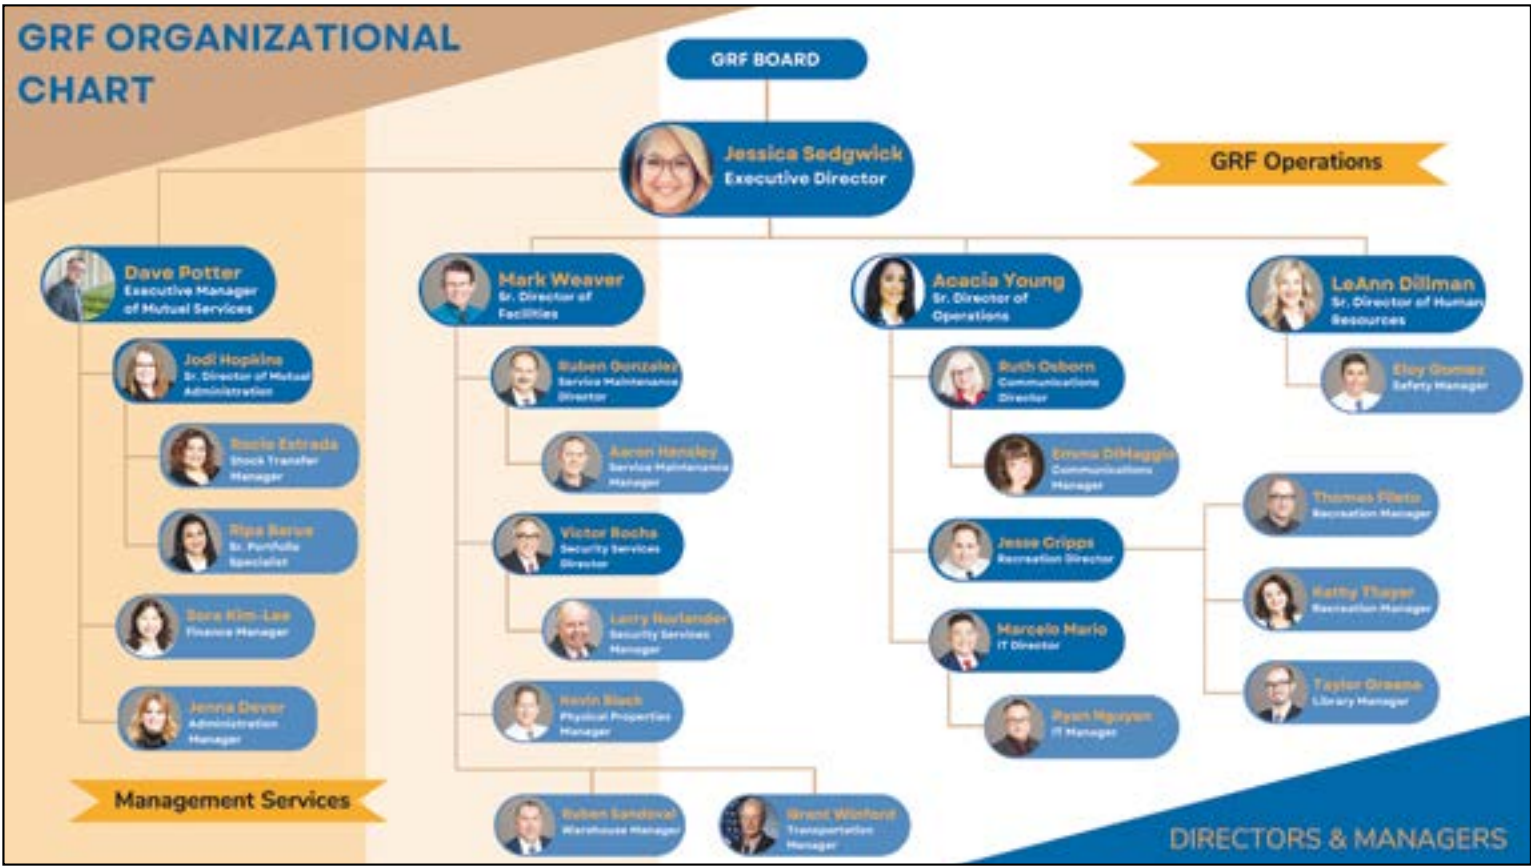 GRF ORGANIZATIONAL
CHART
GRF BOARD
Jessica Sedgwick
Executive Director
GRF Operations
Dave Potter
Executive Manager
of Mutual Services
Jodi Hopkins
Sr. Director of Mutual
Administration
Rocio Estrada
Stock Transfer
Manager
Ripa Barua
Sr. Portfolio
Specialist
Sora Kim-Lee
Finance Manager
Jenna Dever
Administration
Manager
Management Services
Mark Weaver
Sr. Director of
Facilities
Ruben Gonzalez
Service Maintenance
Director
Aaron Hensley
Service Maintenance
Manager
Victor Rocha
Security Services
Director
Larry
Security Services
Manager
Kevin Black
Physical Properties
Manager
Ruben Sandoval
Warehouse Manager
Grant Winford
Transportation
Manager
Acacia Young
Sr. Director of
Operations
Ruth Osborn
Communications
Director
Emma DiMaggio
Communications
Manager
Jesse Cripps
Recreation Director
Marcelo Mario
IT Director
Ryan Nguyen
IT Manager
Thomas Fileto
Recreation Manager
Kathy Thayer
Recreation Manager
Taylor Greene
Library Manager
LeAnn Dillman
Sr. Director of Human
Resources
Eloy Gomez
Safety Manager
DIRECTORS & MANAGERS